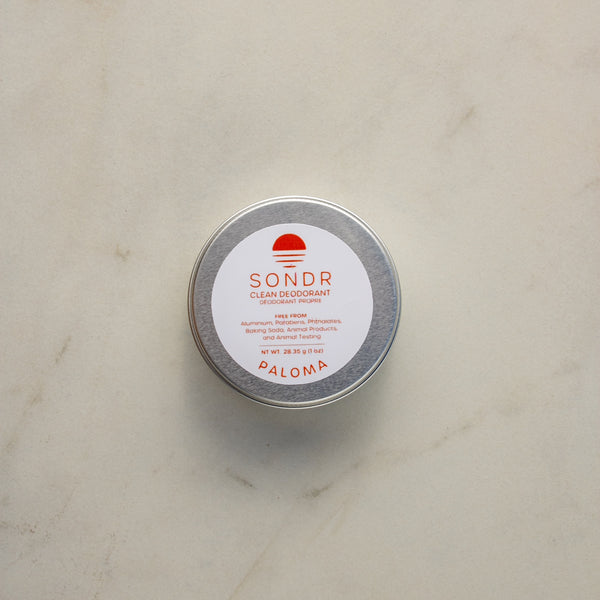 SONDR
CLEAN DEODORANT
DÉODORANT PROPRE
FREE FROM
Aluminium, Parabens, Phthalates,
Baking Soda, Animal Products,
and Animal Testing
NT WT. 28.35 g (1 oz)
PALOMA